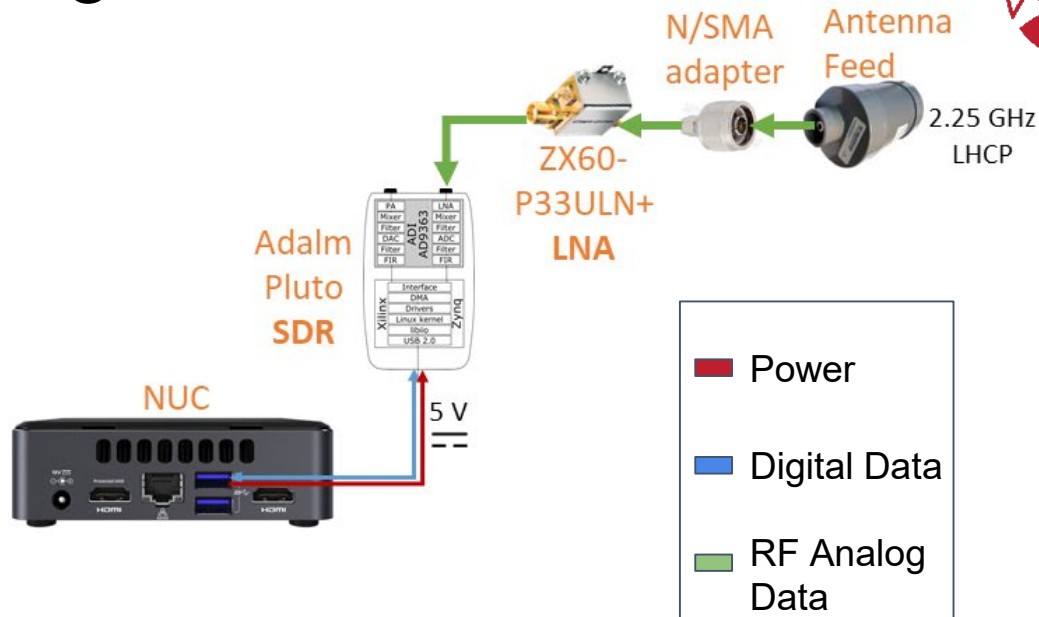 N/SMA
adapter
Antenna
Feed
2.25 GHz
LHCP
ZX60-
P33ULN+
LNA
Adalm
Pluto
SDR
PA
Mixer
Filter
DAC
Filter
FIR
ADI
AD9363
LNA
Mixer
Filter
ADC
Filter
FIR
Xilinx
Interface
DMA
Drivers
Linux kernel
libiio
USB 2.0
Zynq
5 V
NUC
HDMI
HDMI
Power
Digital Data
RF Analog
Data